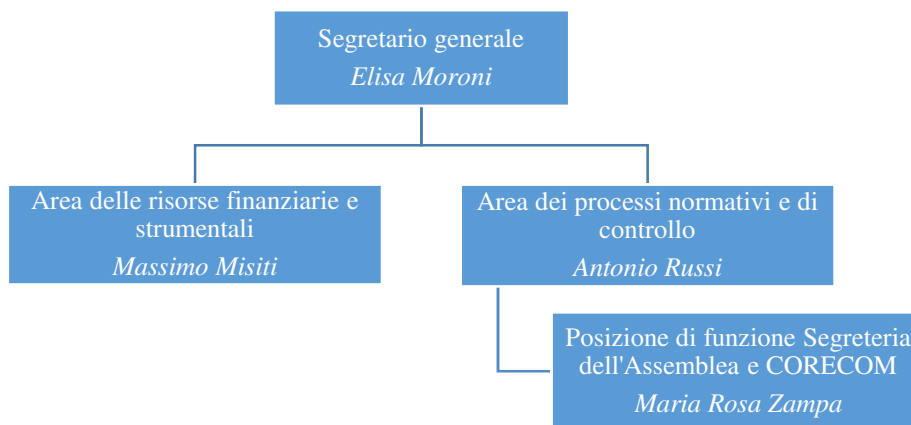 Segretario generale
Elisa Moroni
Area delle risorse finanziarie e
strumentali
Massimo Misiti
Area dei processi normativi e di
controllo
Antonio Russi
Posizione di funzione Segreteria
dell'Assemblea e CORECOM
Maria Rosa Zampa